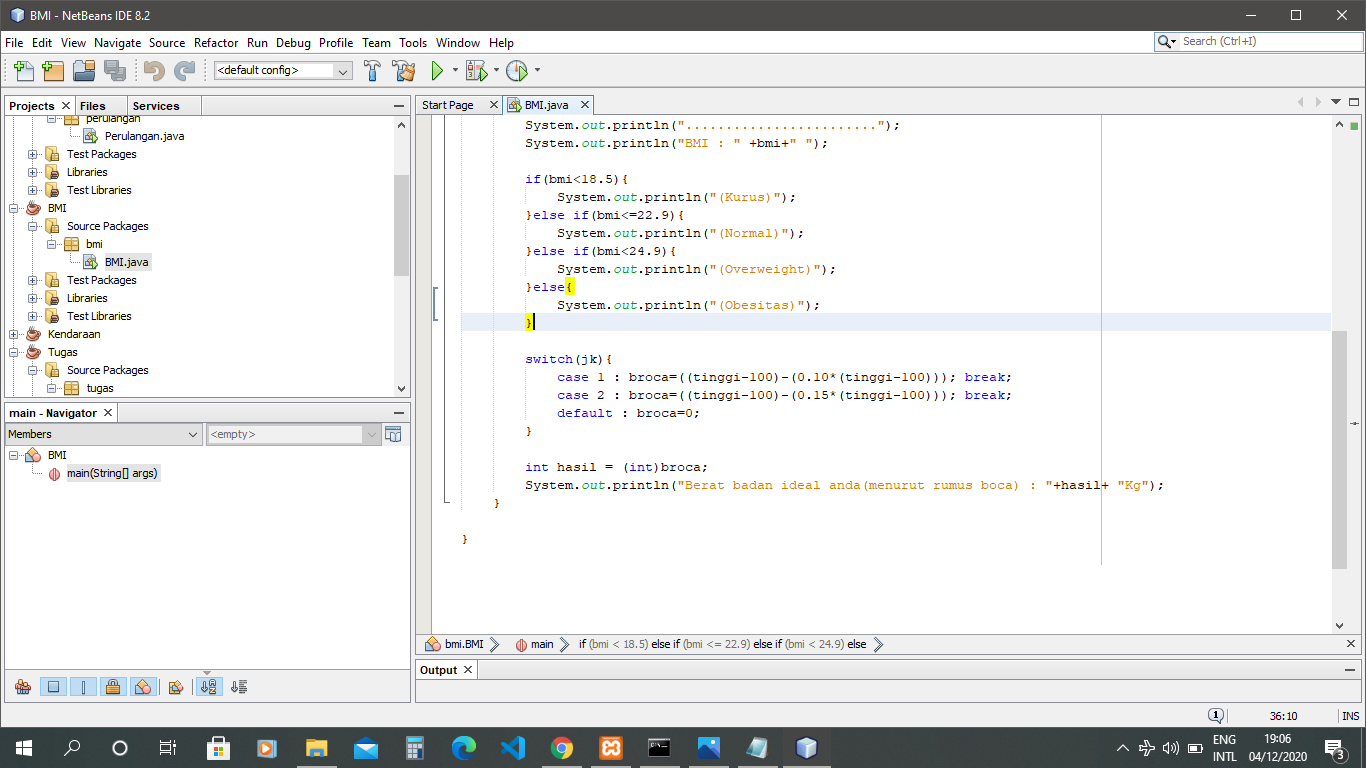 BMI - NetBeans IDE 8.2
File Edit View Navigate Source Refactor Run Debug Profile Team Tools Window Help
Search (Ctrl+I)
<default config>
Projects Files Services
perulangan
Perulangan.java
Test Packages
Libraries
Test Libraries
BMI
Source Packages
bmi
BMI.java
Test Packages
Libraries
Test Libraries
Kendaraan
Tugas
Source Packages
tugas
main - Navigator
Members <empty>
BMI
main(String[] args)
Start Page BMI.java
System.out.println("........................");
System.out.println("BMI : " +bmi+" ");
if(bmi<18.5){
System.out.println("(Kurus)");
}else if(bmi<=22.9){
System.out.println("(Normal)");
}else if(bmi<24.9){
System.out.println("(Overweight)");
}else{
System.out.println("(Obesitas)");
}
switch(jk){
case 1 : broca=((tinggi-100)-(0.10*(tinggi-100))); break;
case 2 : broca=((tinggi-100)-(0.15*(tinggi-100))); break;
default : broca=0;
}
int hasil = (int)broca;
System.out.println("Berat badan ideal anda(menurut rumus boca) : "+hasil+ "Kg");
}
}
bmi.BMI main if (bmi < 18.5) else if (bmi <= 22.9) else if (bmi < 24.9) else
Output
1 36:10 INS
ENG
INTL
19:06
04/12/2020
3